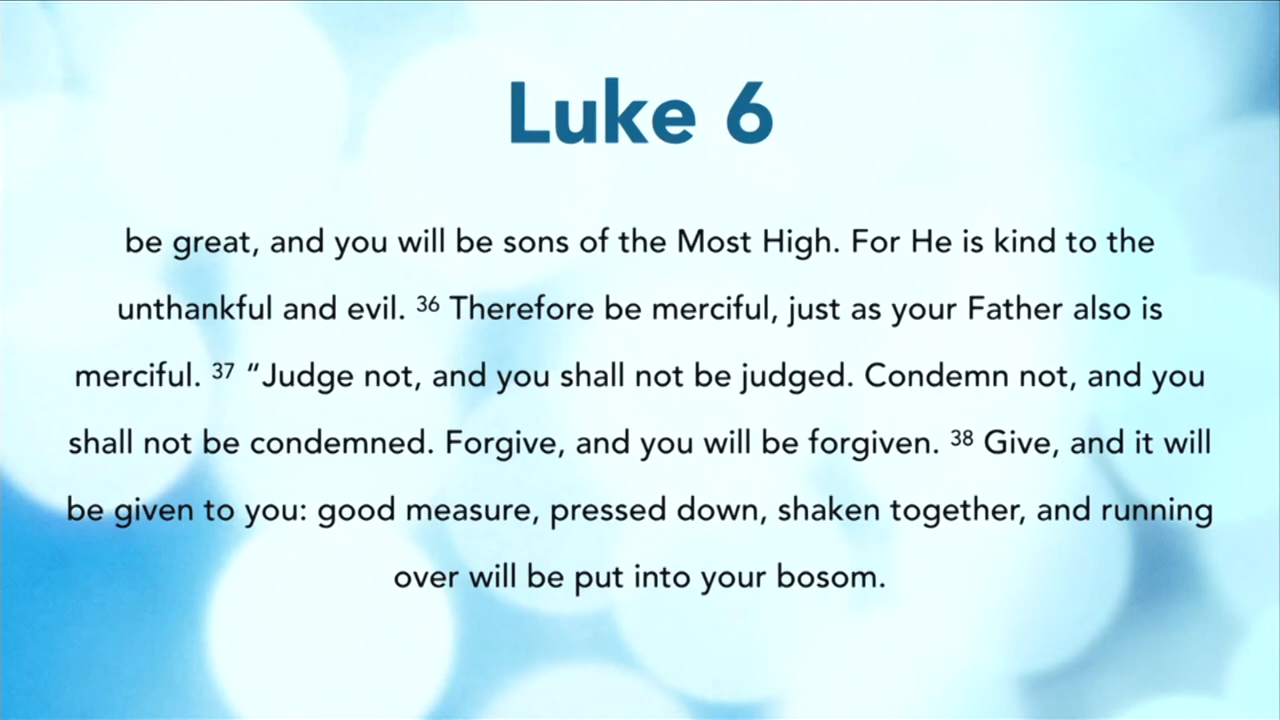 Luke 6
be great, and you will be sons of the Most High. For He is kind to the
unthankful and evil. 36 Therefore be merciful, just as your Father also is
merciful. 37 “Judge not, and you shall not be judged. Condemn not, and you
shall not be condemned. Forgive, and you will be forgiven. 38 Give, and it will
be given to you: good measure, pressed down, shaken together, and running
over will be put into your bosom.